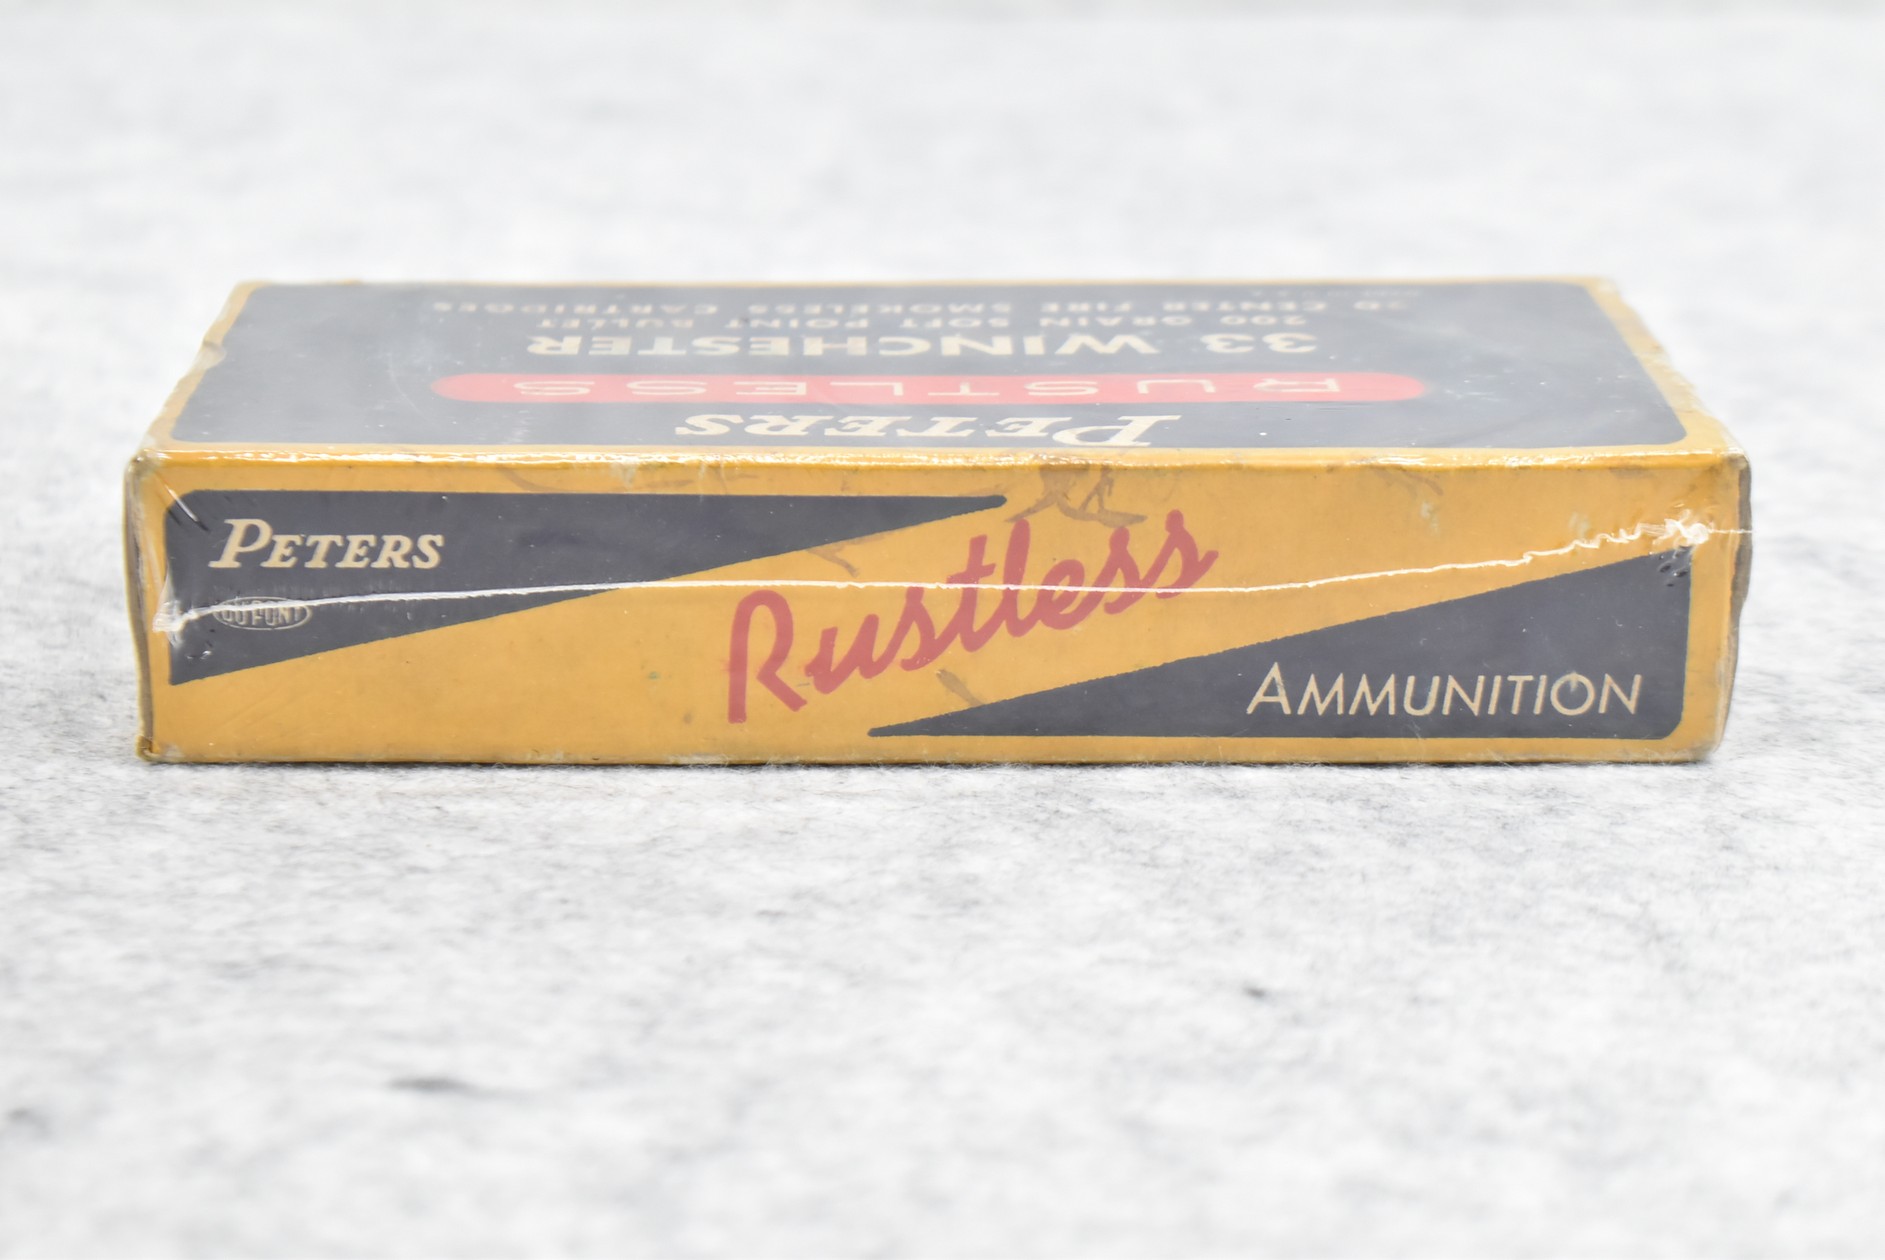 PETERS
RUSTLESS
33 WINCHESTER
200 GRAIN SOFT POINT BULLET
20 CENTER FIRE SMOKELESS CARTRIDGES
PETERS
DU PONT
Rustless
AMMUNITION